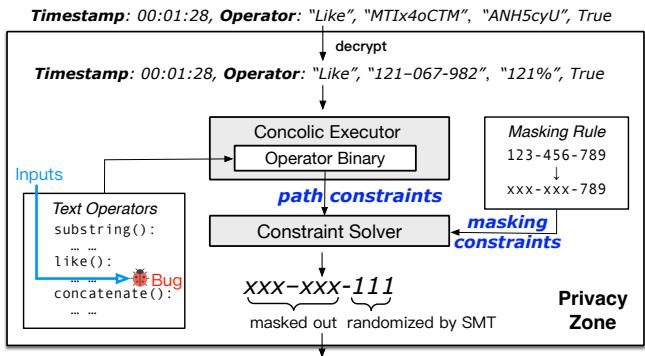 Timestamp: 00:01:28, Operator: “Like”, “MTIx4oCTM”, “ANH5cyU”, True
decrypt
Timestamp: 00:01:28, Operator: “Like”, “121–067-982”, “121%”, True
Concolic Executor
Operator Binary
Masking Rule
123-456-789
↓
xxx-xxx-789
Inputs
path constraints
masking
constraints
Text Operators
substring():
… …
like():
… …
Bug
concatenate():
… …
Constraint Solver
xxx–xxx-111
masked out randomized by SMT
Privacy
Zone